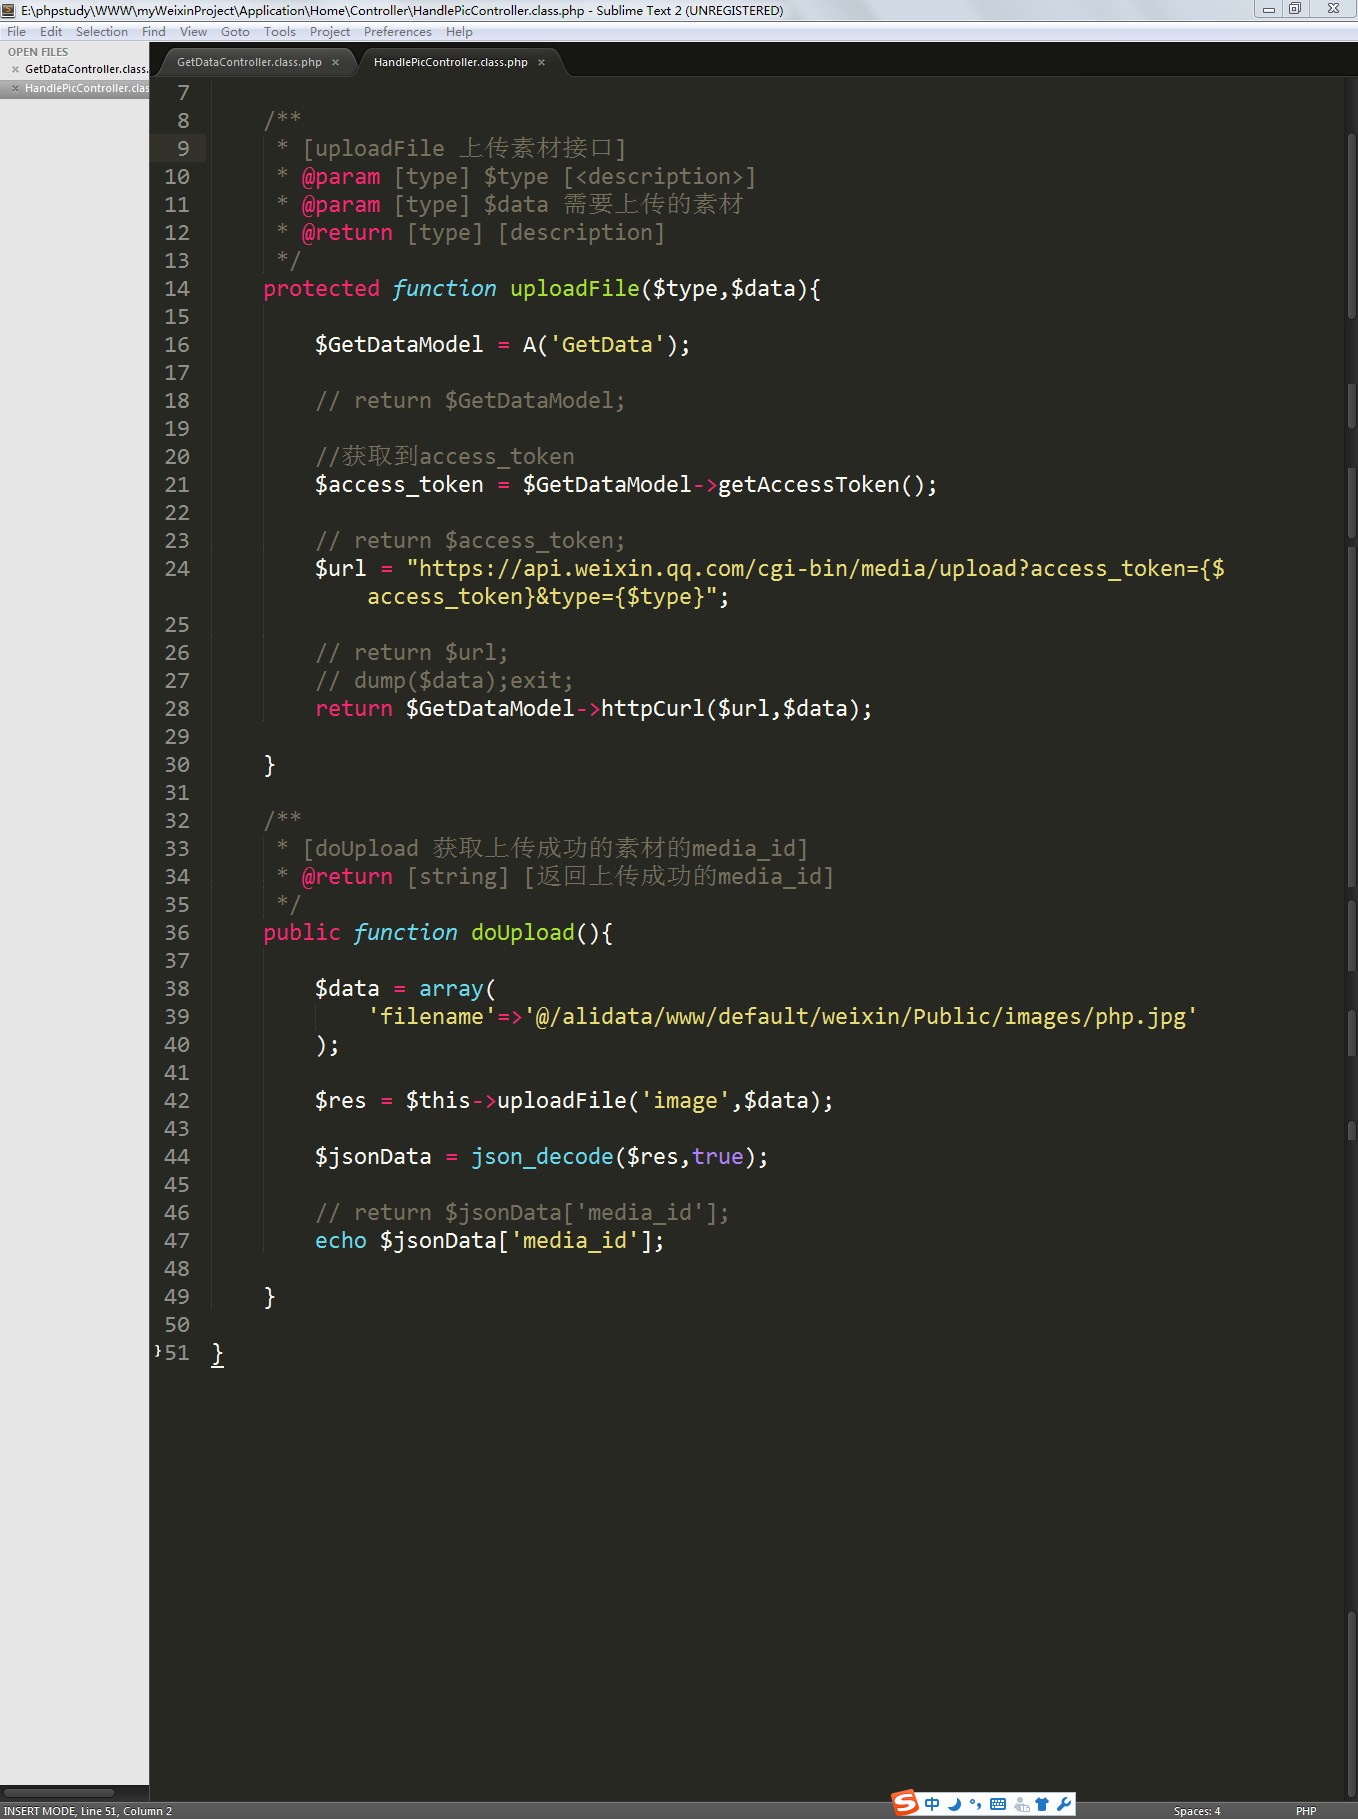 E:\phpstudy\WWW\myWeixinProject\Application\Home\Controller\HandlePicController.class.php - Sublime Text 2 (UNREGISTERED)
File Edit Selection Find View Goto Tools Project Preferences Help
OPEN FILES
GetDataController.class.
HandlePicController.clas
GetDataController.class.php × HandlePicController.class.php ×
7
8 /**
9 * [uploadFile 上传素材接口]
10 * @param [type] $type [<description>]
11 * @param [type] $data 需要上传的素材
12 * @return [type] [description]
13 */
14 protected function uploadFile($type,$data){
15
16 $GetDataModel = A('GetData');
17
18 // return $GetDataModel;
19
20 //获取到access_token
21 $access_token = $GetDataModel->getAccessToken();
22
23 // return $access_token;
24 $url = "https://api.weixin.qq.com/cgi-bin/media/upload?access_token={$
access_token}&type={$type}";
25
26 // return $url;
27 // dump($data);exit;
28 return $GetDataModel->httpCurl($url,$data);
29
30 }
31
32 /**
33 * [doUpload 获取上传成功的素材的media_id]
34 * @return [string] [返回上传成功的media_id]
35 */
36 public function doUpload(){
37
38 $data = array(
39 'filename'=>'@/alidata/www/default/weixin/Public/images/php.jpg'
40 );
41
42 $res = $this->uploadFile('image',$data);
43
44 $jsonData = json_decode($res,true);
45
46 // return $jsonData['media_id'];
47 echo $jsonData['media_id'];
48
49 }
50
51 }
INSERT MODE, Line 51, Column 2
中
Spaces: 4
PHP